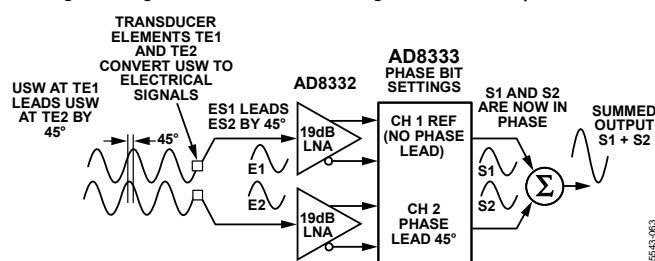 TRANSDUCER
ELEMENTS TE1
AND TE2
CONVERT USW TO
ELECTRICAL
SIGNALS
USW AT TE1
LEADS USW
AT TE2 BY
45°
45°
ES1 LEADS
ES2 BY 45°
AD8332
19dB
LNA
E1
E2
19dB
LNA
AD8333
PHASE BIT
SETTINGS
CH 1 REF
(NO PHASE
LEAD)
CH 2
PHASE
LEAD 45°
S1 AND S2
ARE NOW IN
PHASE
S1
S2
Σ
SUMMED
OUTPUT
S1 + S2
5543-063